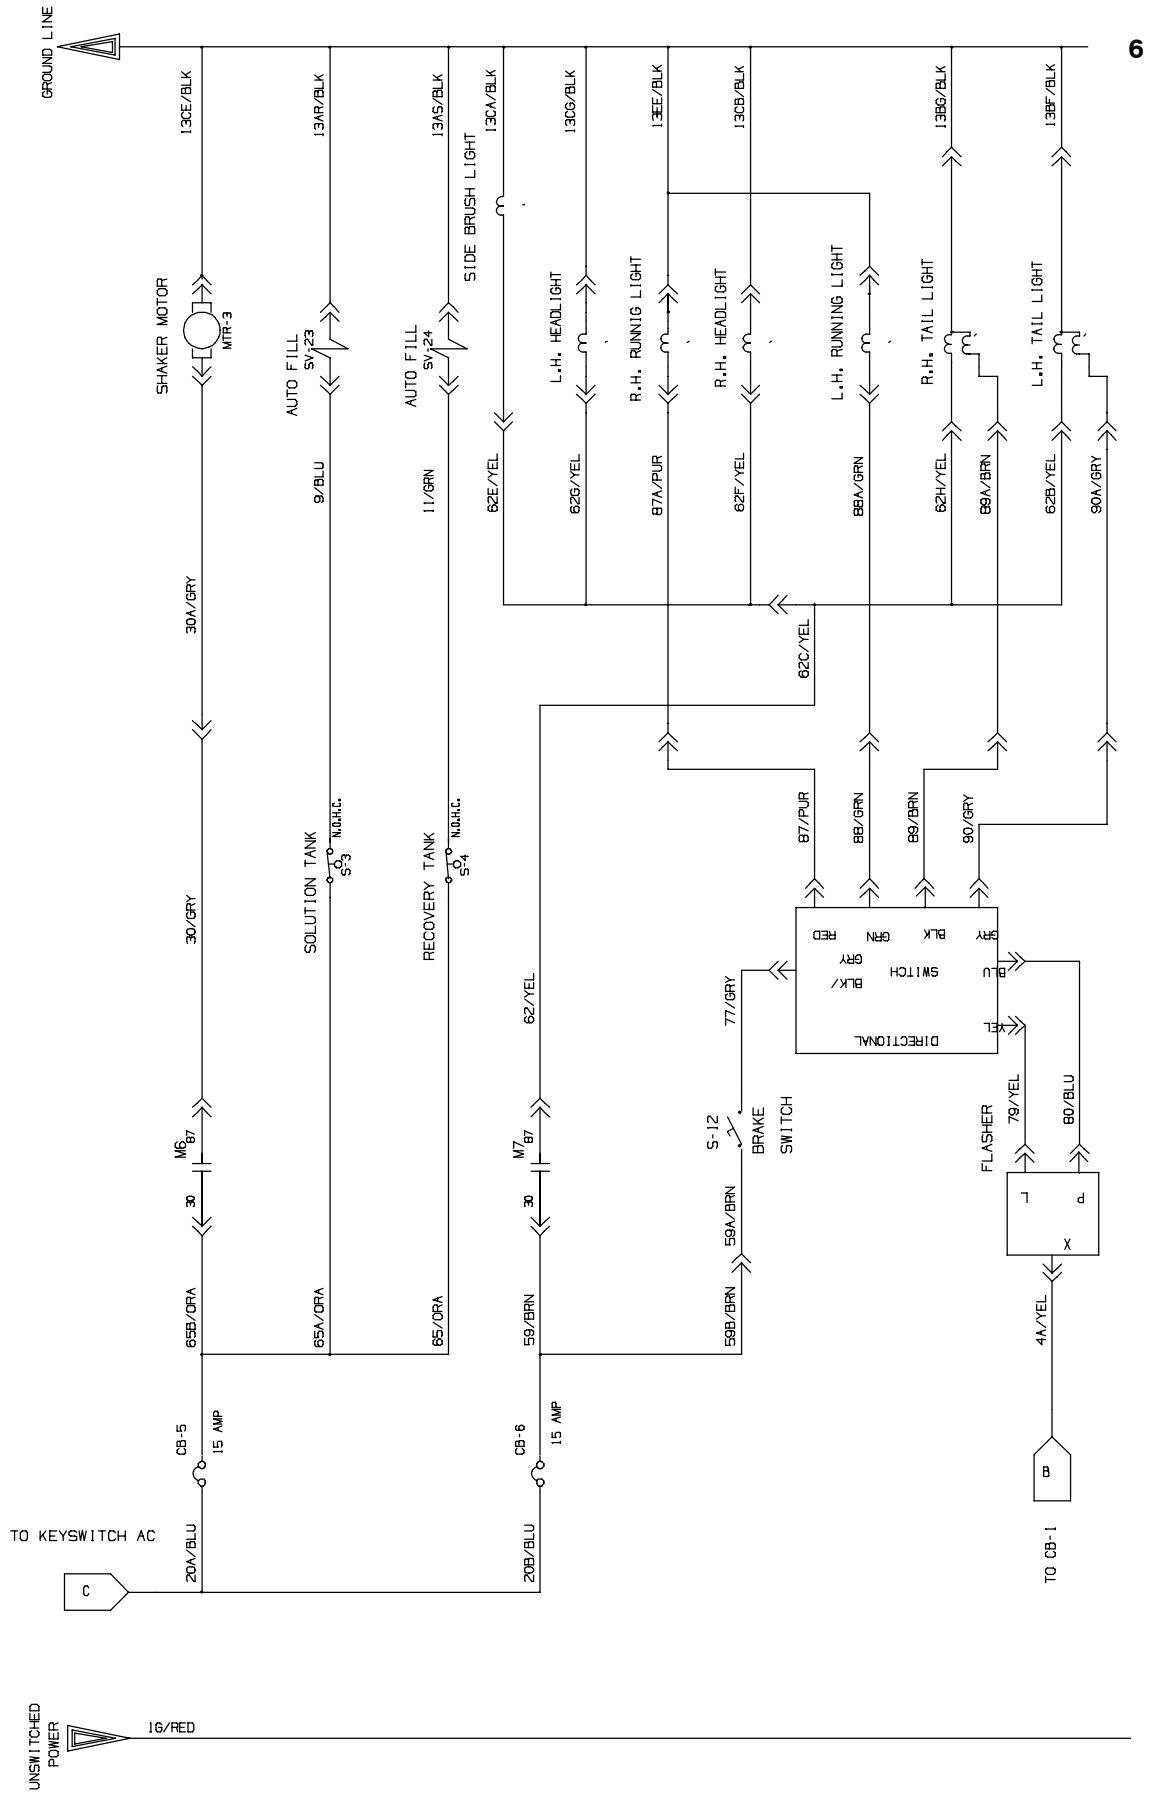 6
GROUND LINE
13CE/BLK
13AR/BLK
13AS/BLK
13CA/BLK
13CG/BLK
13EE/BLK
13CB/BLK
13BG/BLK
13BF/BLK
SHAKER MOTOR
MTR-3
AUTO FILL
SV-23
AUTO FILL
SV-24
SIDE BRUSH LIGHT
L.H. HEADLIGHT
R.H. RUNNIG LIGHT
R.H. HEADLIGHT
L.H. RUNNING LIGHT
R.H. TAIL LIGHT
L.H. TAIL LIGHT
9/BLU
11/GRN
62E/YEL
62G/YEL
87A/PUR
62F/YEL
88A/GRN
62H/YEL
89A/BRN
62B/YEL
90A/GRY
30A/GRY
62C/YEL
30/GRY
SOLUTION TANK
S-3
N.O.H.C.
RECOVERY TANK
S-4
N.O.H.C.
87/PUR
88/GRN
89/BRN
90/GRY
RED
GRN
BLK
GRY
BLK/
GRY
BLU
YEL
DIRECTIONAL
SWITCH
62/YEL
77/GRY
M6
87
30
M7
87
30
S-12
BRAKE
SWITCH
FLASHER
79/YEL
80/BLU
L
P
X
65B/ORA
65A/ORA
65/ORA
59/BRN
59A/BRN
59B/BRN
4A/YEL
CB-5
15 AMP
CB-6
15 AMP
B
TO CB-1
TO KEYSWITCH AC
C
20A/BLU
20B/BLU
UNSWITCHED
POWER
1G/RED